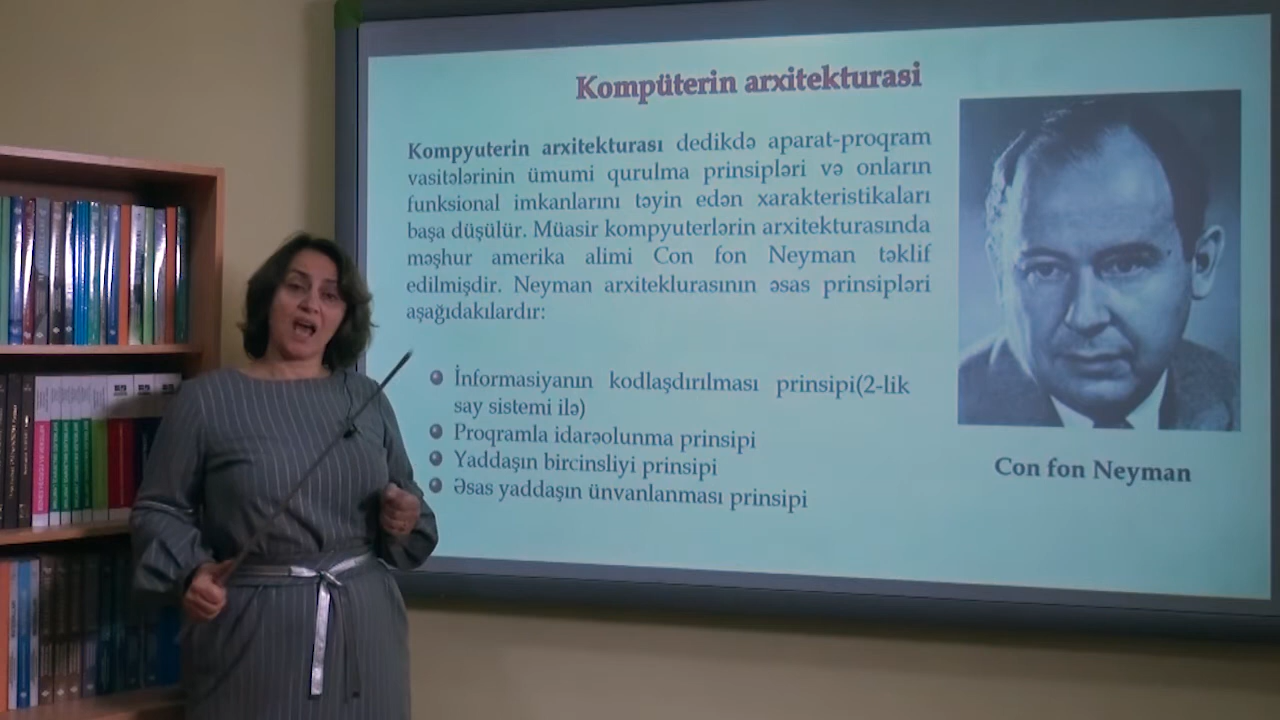 Kompüterin arxitekturası
Kompyuterin arxitekturası dedikdə aparat-proqram
vasitələrinin ümumi qurulma prinsipləri və onların
funksional imkanlarını təyin edən xarakteristikaları
başa düşülür. Müasir kompyuterlərin arxitekturasında
məşhur amerika alimi Con fon Neyman təklif
edilmişdir. Neyman arxiteklurasının əsas prinsipləri
aşağıdakılardır:
İnformasiyanın kodlaşdırılması prinsipi(2-lik
say sistemi ilə)
Proqramla idarəolunma prinsipi
Yaddaşın bircinsliyi prinsipi
Əsas yaddaşın ünvanlanması prinsipi
Con fon Neyman